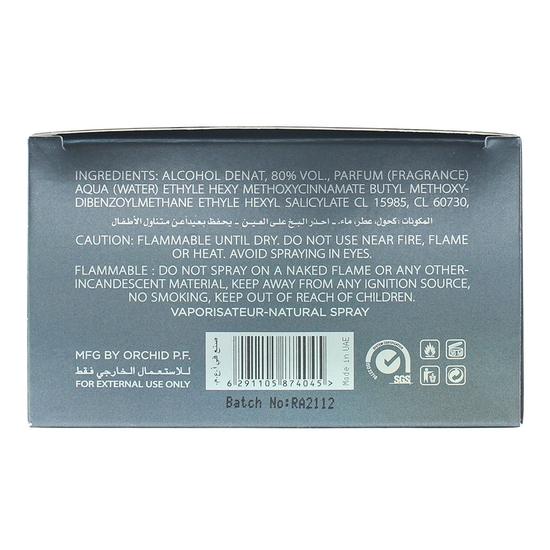 INGREDIENTS: ALCOHOL DENAT, 80% VOL., PARFUM (FRAGRANCE)
AQUA (WATER) ETHYLE HEXY METHOXYCINNAMATE BUTYL METHOXY-
DIBENZOYLMETHANE ETHYLE HEXYL SALICYLATE CL 15985, CL 60730,
المكونات: كحول، عطر، ماء. - احذر البخ على العين - يحفظ بعيدا عن متناول الأطفال
CAUTION: FLAMMABLE UNTIL DRY. DO NOT USE NEAR FIRE, FLAME
OR HEAT. AVOID SPRAYING IN EYES.
FLAMMABLE : DO NOT SPRAY ON A NAKED FLAME OR ANY OTHER-
INCANDESCENT MATERIAL, KEEP AWAY FROM ANY IGNITION SOURCE,
NO SMOKING, KEEP OUT OF REACH OF CHILDREN.
VAPORISATEUR-NATURAL SPRAY
MFG BY ORCHID P.F.
للاستعمال الخارجي فقط
FOR EXTERNAL USE ONLY
صنع في أ.ع.م.
6 291105 874045 >
Made in UAE
SGS
Batch No:RA2112